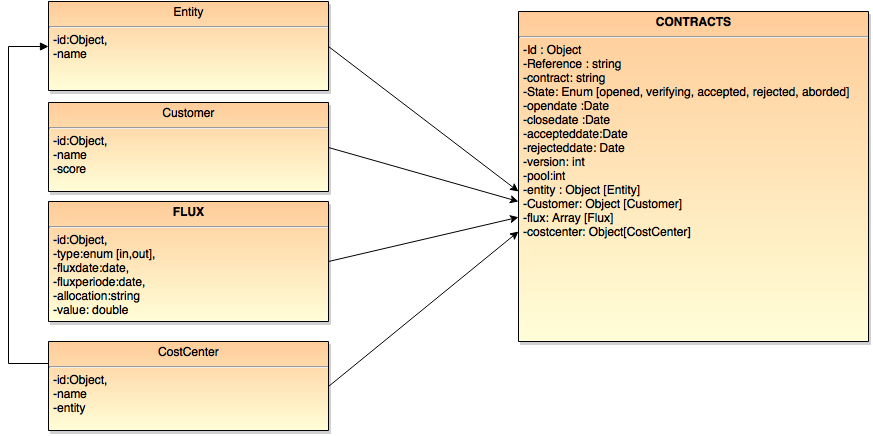 Entity
-id:Object,
-name
Customer
-id:Object,
-name
-score
FLUX
-id:Object,
-type:enum [in,out],
-fluxdate:date,
-fluxperiode:date,
-allocation:string
-value: double
CostCenter
-id:Object,
-name
-entity
CONTRACTS
-Id : Object
-Reference : string
-contract: string
-State: Enum [opened, verifying, accepted, rejected, aborded]
-opendate :Date
-closedate :Date
-accepteddate:Date
-rejecteddate: Date
-version: int
-pool:int
-entity : Object [Entity]
-Customer: Object [Customer]
-flux: Array [Flux]
-costcenter: Object[CostCenter]